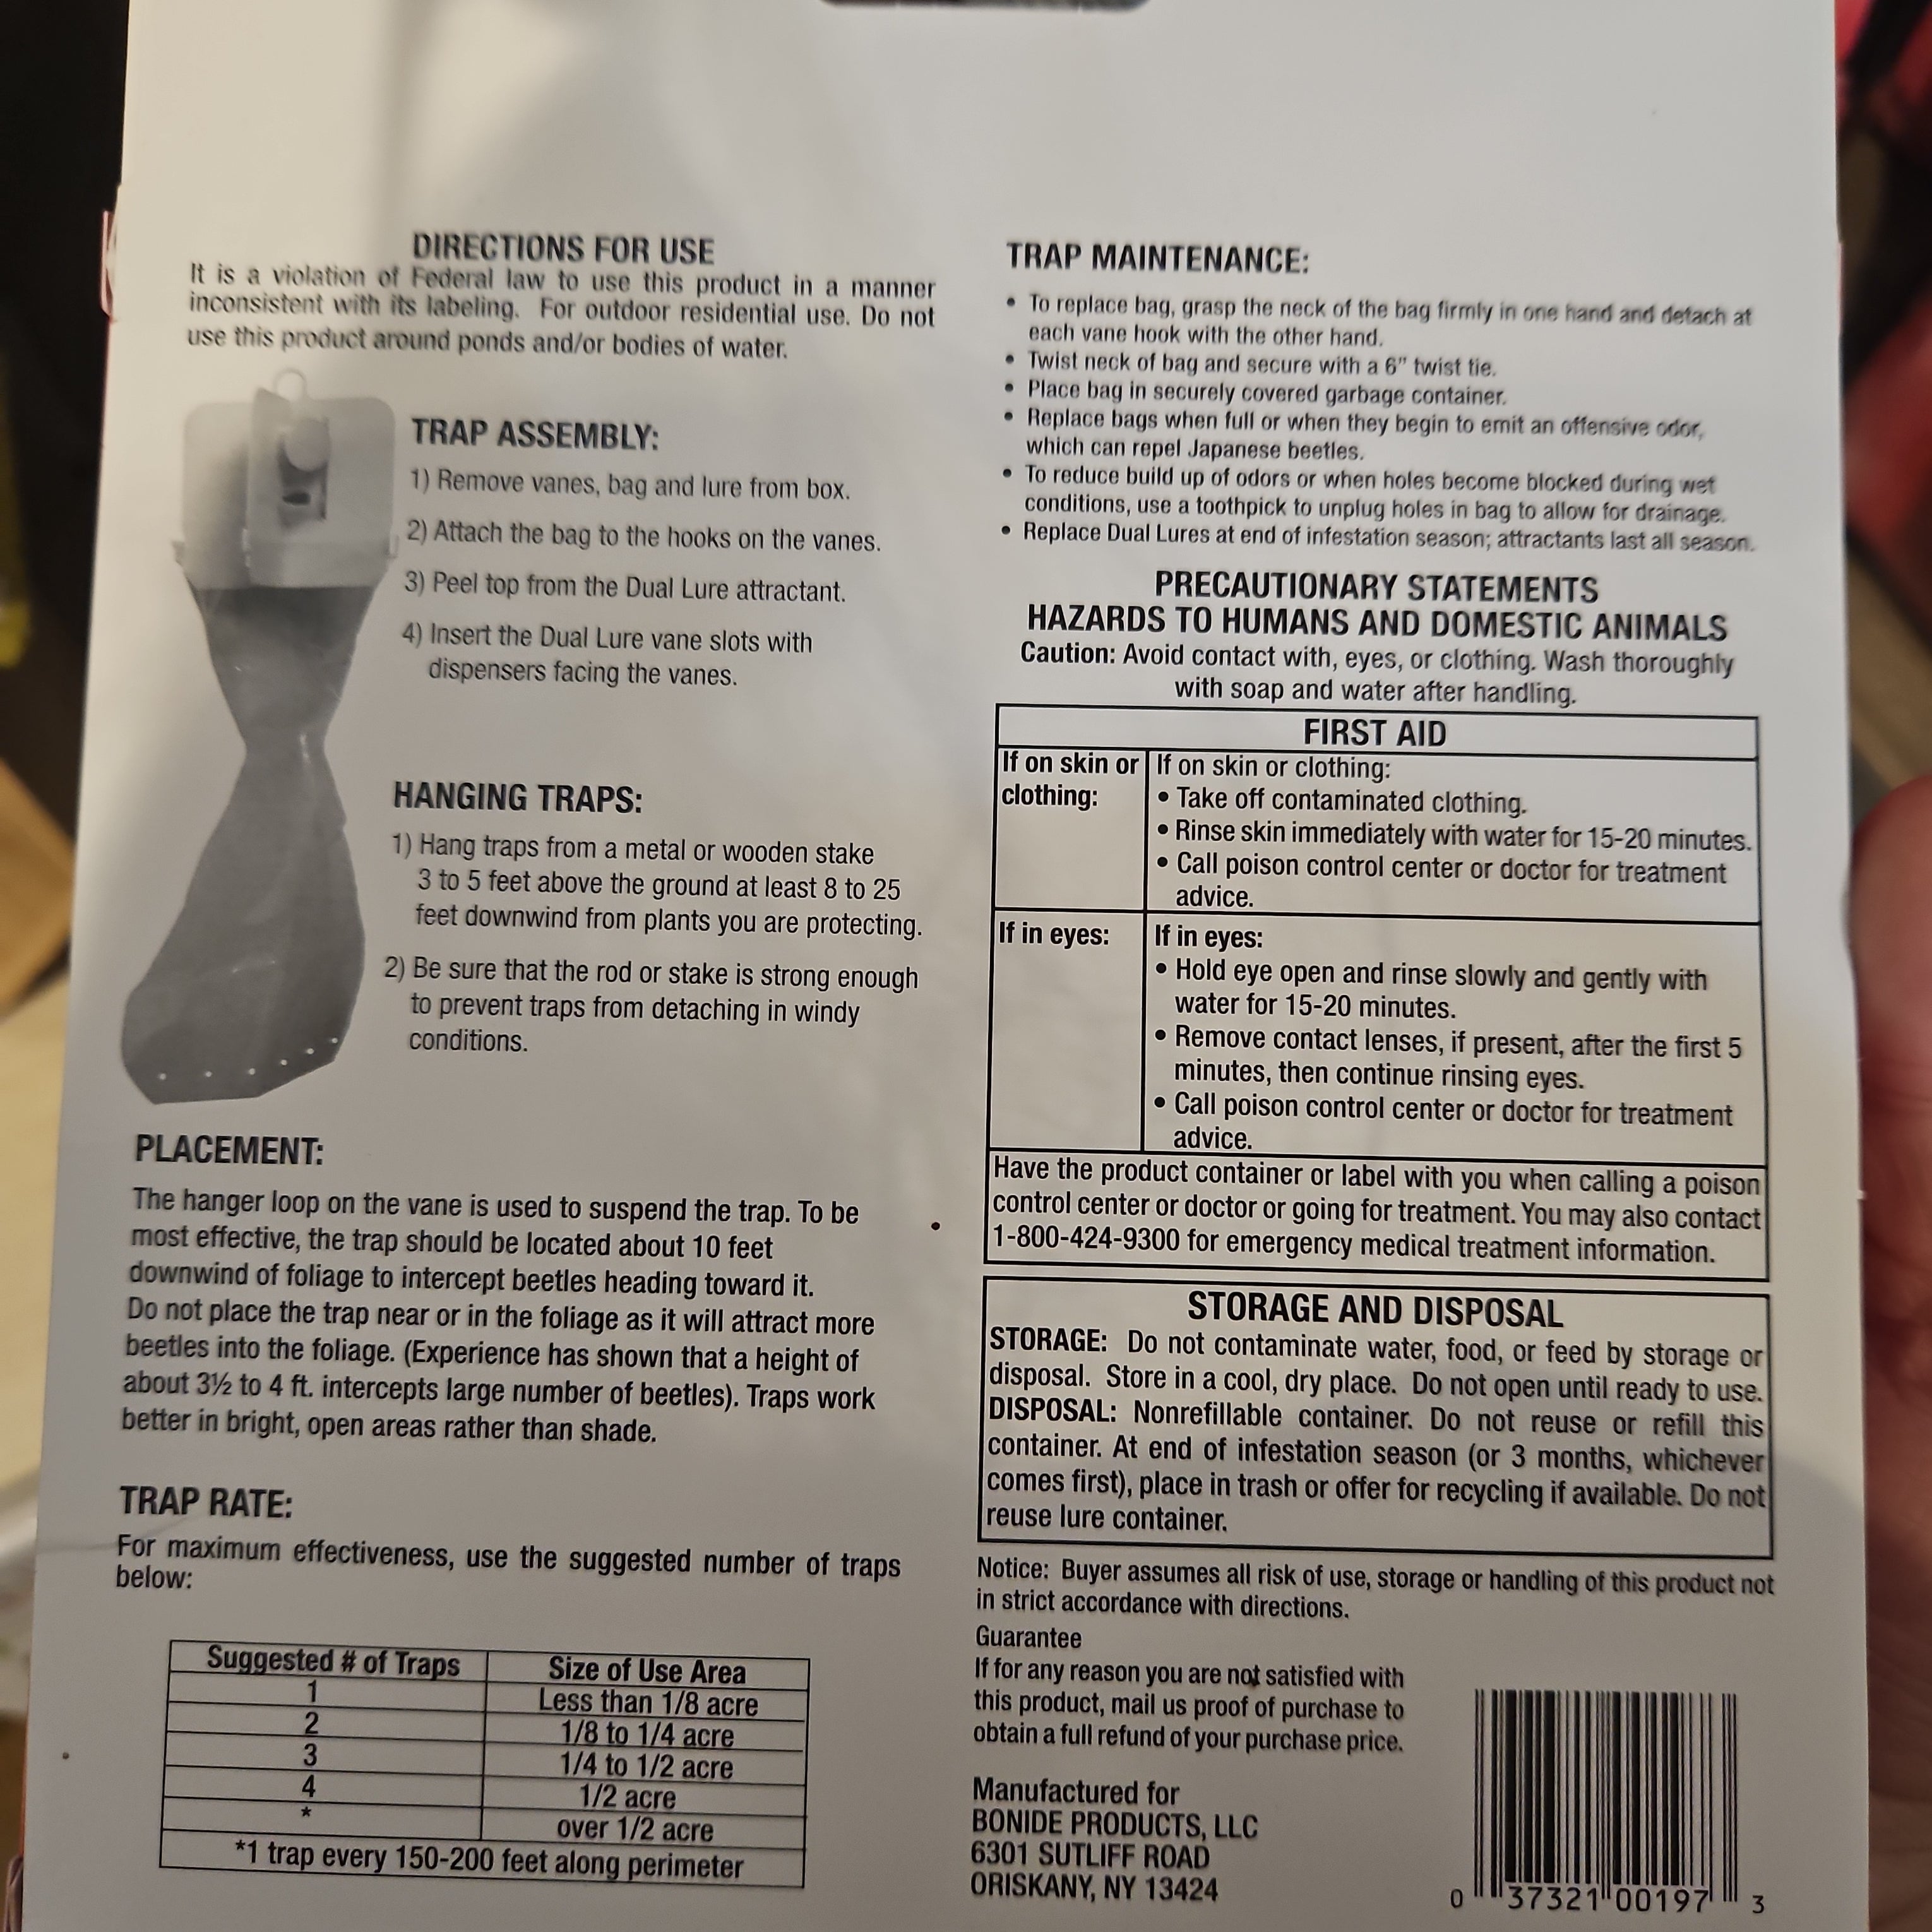 DIRECTIONS FOR USE
It is a violation of Federal law to use this product in a manner
inconsistent with its labeling. For outdoor residential use. Do not
use this product around ponds and/or bodies of water.
TRAP ASSEMBLY:
1) Remove vanes, bag and lure from box.
2) Attach the bag to the hooks on the vanes.
3) Peel top from the Dual Lure attractant.
4) Insert the Dual Lure vane slots with
dispensers facing the vanes.
HANGING TRAPS:
1) Hang traps from a metal or wooden stake
3 to 5 feet above the ground at least 8 to 25
feet downwind from plants you are protecting.
2) Be sure that the rod or stake is strong enough
to prevent traps from detaching in windy
conditions.
PLACEMENT:
The hanger loop on the vane is used to suspend the trap. To be
most effective, the trap should be located about 10 feet
downwind of foliage to intercept beetles heading toward it.
Do not place the trap near or in the foliage as it will attract more
beetles into the foliage. (Experience has shown that a height of
about 3½ to 4 ft. intercepts large number of beetles). Traps work
better in bright, open areas rather than shade.
TRAP RATE:
For maximum effectiveness, use the suggested number of traps
below:
Suggested # of Traps Size of Use Area
1 Less than 1/8 acre
2 1/8 to 1/4 acre
3 1/4 to 1/2 acre
4 1/2 acre
* over 1/2 acre
*1 trap every 150-200 feet along perimeter
TRAP MAINTENANCE:
• To replace bag, grasp the neck of the bag firmly in one hand and detach at
each vane hook with the other hand.
• Twist neck of bag and secure with a 6" twist tie.
• Place bag in securely covered garbage container.
• Replace bags when full or when they begin to emit an offensive odor,
which can repel Japanese beetles.
• To reduce build up of odors or when holes become blocked during wet
conditions, use a toothpick to unplug holes in bag to allow for drainage.
• Replace Dual Lures at end of infestation season; attractants last all season.
PRECAUTIONARY STATEMENTS
HAZARDS TO HUMANS AND DOMESTIC ANIMALS
Caution: Avoid contact with, eyes, or clothing. Wash thoroughly
with soap and water after handling.
FIRST AID
If on skin or
clothing:
If on skin or clothing:
• Take off contaminated clothing.
• Rinse skin immediately with water for 15-20 minutes.
• Call poison control center or doctor for treatment
advice.
If in eyes:
If in eyes:
• Hold eye open and rinse slowly and gently with
water for 15-20 minutes.
• Remove contact lenses, if present, after the first 5
minutes, then continue rinsing eyes.
• Call poison control center or doctor for treatment
advice.
Have the product container or label with you when calling a poison
control center or doctor or going for treatment. You may also contact
1-800-424-9300 for emergency medical treatment information.
STORAGE AND DISPOSAL
STORAGE: Do not contaminate water, food, or feed by storage or
disposal. Store in a cool, dry place. Do not open until ready to use.
DISPOSAL: Nonrefillable container. Do not reuse or refill this
container. At end of infestation season (or 3 months, whichever
comes first), place in trash or offer for recycling if available. Do not
reuse lure container.
Notice: Buyer assumes all risk of use, storage or handling of this product not
in strict accordance with directions.
Guarantee
If for any reason you are not satisfied with
this product, mail us proof of purchase to
obtain a full refund of your purchase price.
Manufactured for
BONIDE PRODUCTS, LLC
6301 SUTLIFF ROAD
ORISKANY, NY 13424
0 37321 00197 3